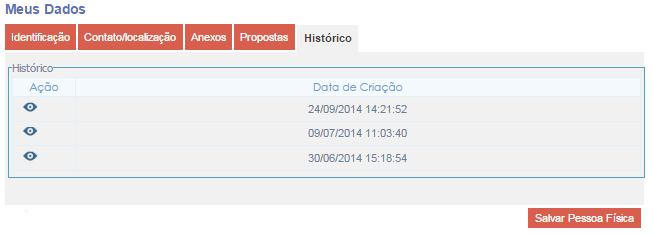 Meus Dados
Identificação Contato/localização Anexos Propostas Histórico
Histórico
Ação Data de Criação
24/09/2014 14:21:52
09/07/2014 11:03:40
30/06/2014 15:18:54
Salvar Pessoa Física